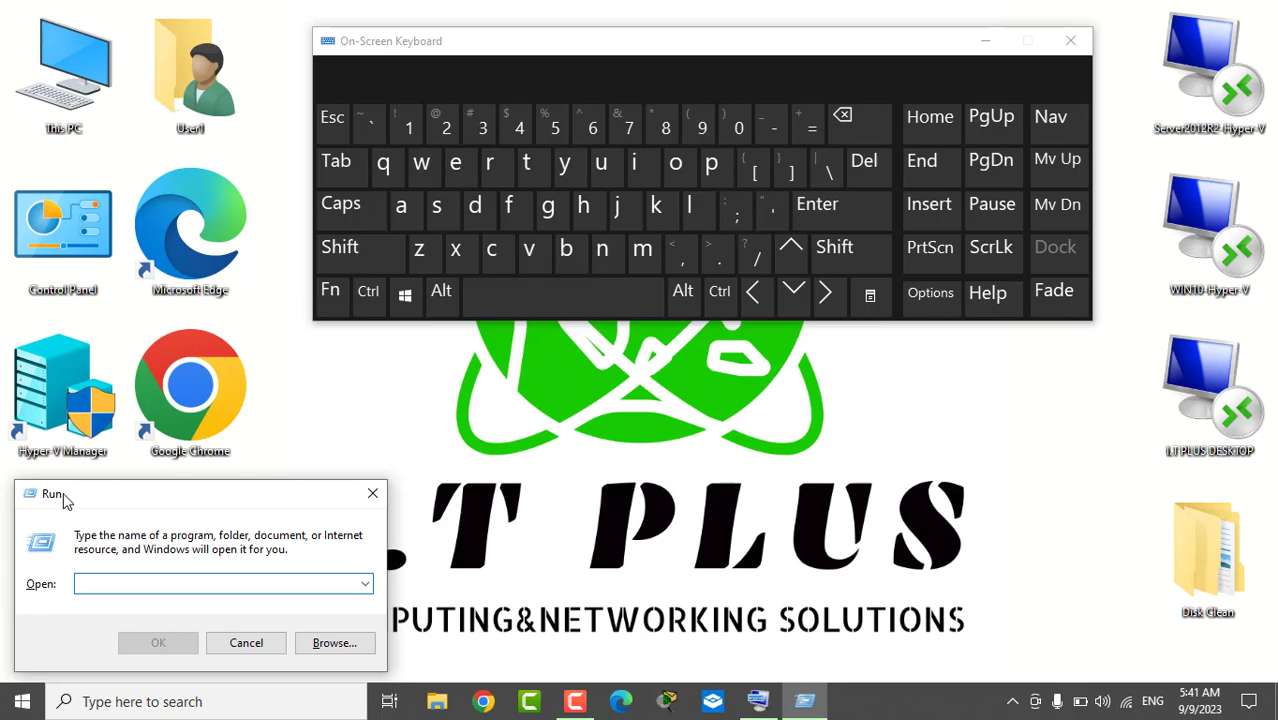 This PC
User1
Control Panel
Microsoft Edge
Hyper-V Manager
Google Chrome
On-Screen Keyboard
Esc ~ ` ! 1 @ 2 # 3 $ 4 % 5 ^ 6 & 7 * 8 ( 9 ) 0 _ - + = Home PgUp Nav
Tab q w e r t y u i o p { [ } ] | \ Del End PgDn Mv Up
Caps a s d f g h j k l : ; " ' Enter Insert Pause Mv Dn
Shift z x c v b n m < , > . ? / Shift PrtScn ScrLk Dock
Fn Ctrl Alt Alt Ctrl Options Help Fade
Server2012R2-Hyper-V
WIN10-Hyper-V
I.T PLUS DESKTOP
Disk Clean
.T PLUS
PUTING&NETWORKING SOLUTIONS
Run
Type the name of a program, folder, document, or Internet
resource, and Windows will open it for you.
Open:
OK Cancel Browse...
Type here to search
ENG
5:41 AM
9/9/2023